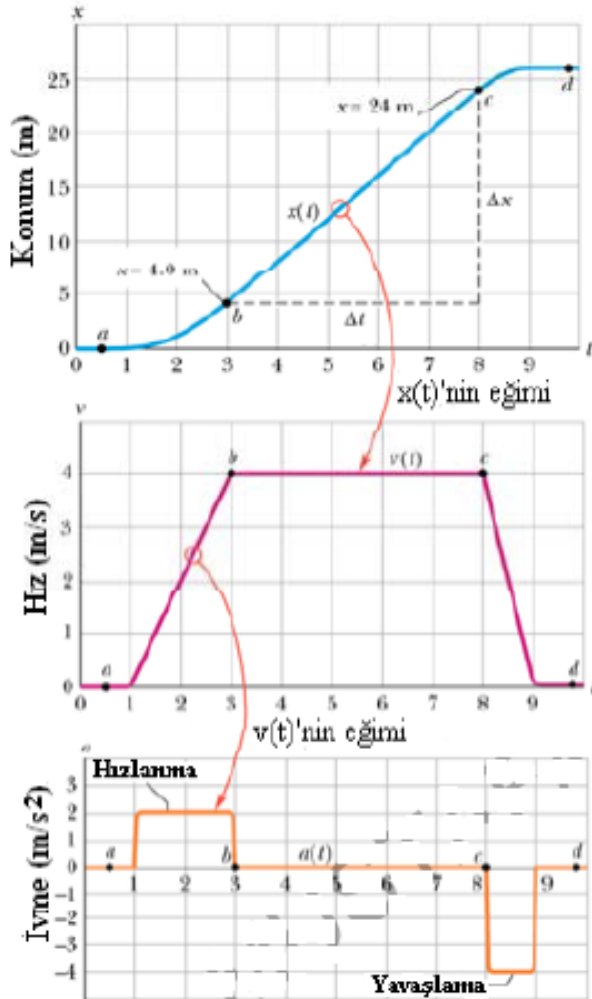 x
25
20
15
10
5
0
Konum (m)
x = 24 m
c
d
Δx
x(t)
x = 4.0 m
b
Δt
a
0 1 2 3 4 5 6 7 8 9 t
x(t)'nin eğimi
v
4
3
2
1
0
Hız (m/s)
b
v(t)
c
a
d
0 1 2 3 4 5 6 7 8 9
v(t)'nin eğimi
Hızlanma
3
2
1
0
-1
-2
-3
-4
İvme (m/s²)
a
b
a(t)
c
d
1 2 3 4 5 6 7 8 9
Yavaşlama